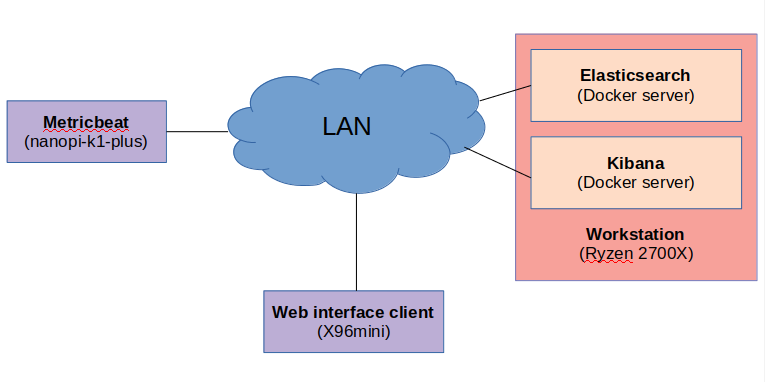 LAN
Elasticsearch
(Docker server)
Metricbeat
(nanopi-k1-plus)
Kibana
(Docker server)
Workstation
(Ryzen 2700X)
Web interface client
(X96mini)